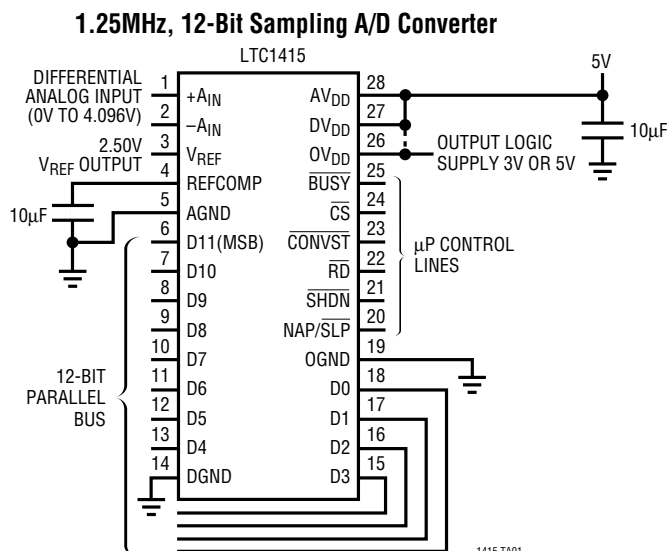 1.25MHz, 12-Bit Sampling A/D Converter
LTC1415
DIFFERENTIAL
ANALOG INPUT
(0V TO 4.096V)
2.50V
VREF OUTPUT
10µF
12-BIT
PARALLEL
BUS
1 +AIN
2 –AIN
3 VREF
4 REFCOMP
5 AGND
6 D11(MSB)
7 D10
8 D9
9 D8
10 D7
11 D6
12 D5
13 D4
14 DGND
AVDD 28
DVDD 27
OVDD 26
BUSY 25
CS 24
CONVST 23
RD 22
SHDN 21
NAP/SLP 20
OGND 19
D0 18
D1 17
D2 16
D3 15
5V
10µF
OUTPUT LOGIC
SUPPLY 3V OR 5V
µP CONTROL
LINES
1415 TA01